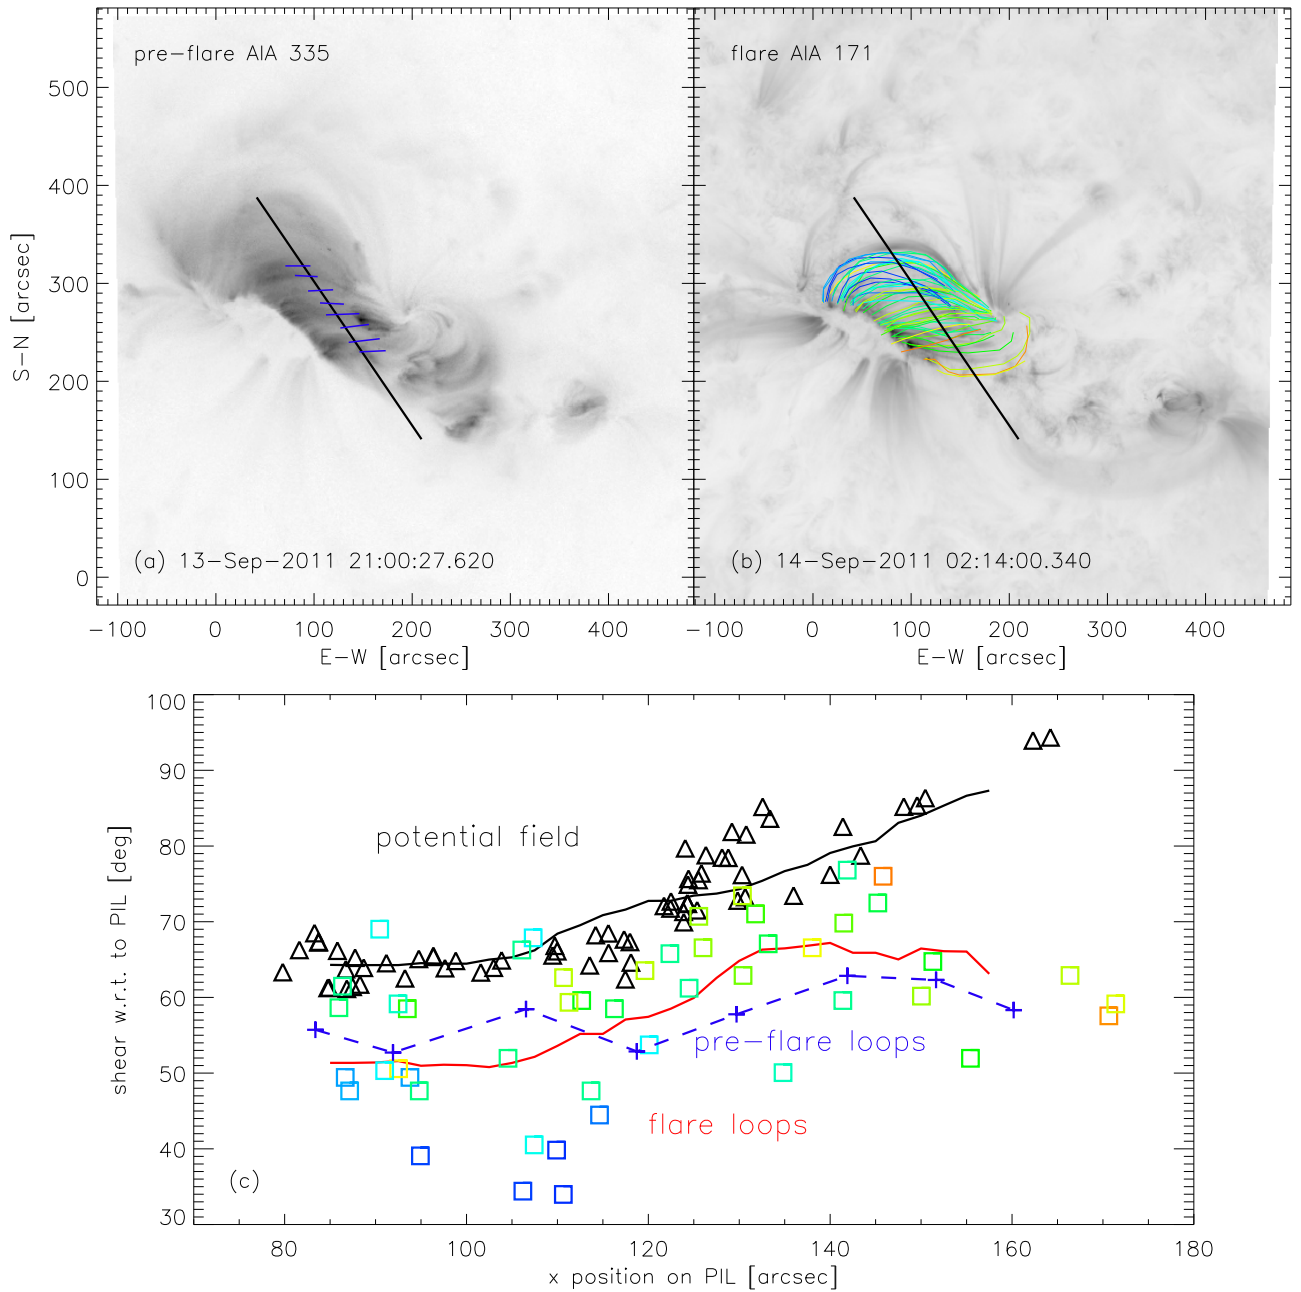 pre-flare AIA 335
flare AIA 171
500
400
300
200
100
0
S-N [arcsec]
(a) 13-Sep-2011 21:00:27.620
(b) 14-Sep-2011 02:14:00.340
-100 0 100 200 300 400
-100 0 100 200 300 400
E-W [arcsec]
E-W [arcsec]
100
90
80
70
60
50
40
30
shear w.r.t. to PIL [deg]
potential field
pre-flare loops
flare loops
(c)
80 100 120 140 160 180
x position on PIL [arcsec]